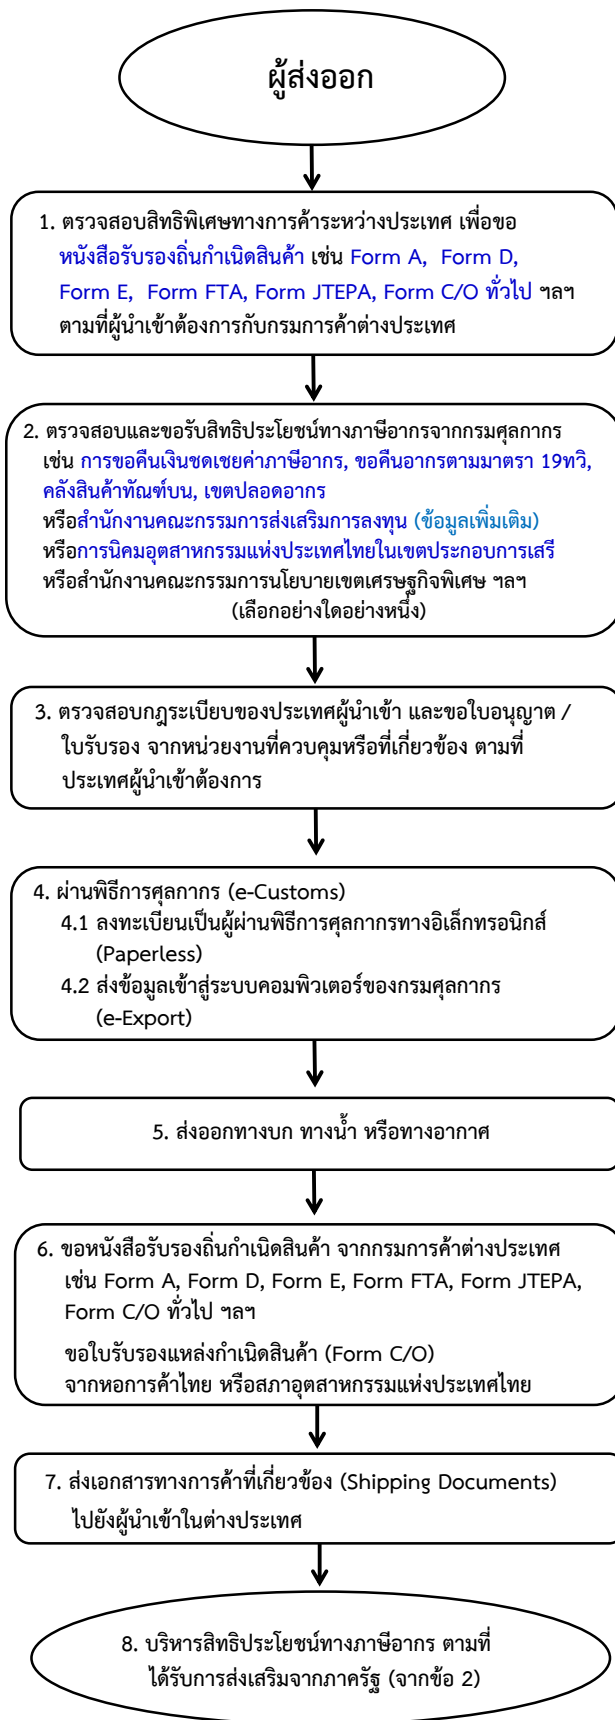 ผู้ส่งออก
1. ตรวจสอบสิทธิพิเศษทางการค้าระหว่างประเทศ เพื่อขอ
หนังสือรับรองถิ่นกำเนิดสินค้า เช่น Form A, Form D,
Form E, Form FTA, Form JTEPA, Form C/O ทั่วไป ฯลฯ
ตามที่ผู้นำเข้าต้องการกับกรมการค้าต่างประเทศ
2. ตรวจสอบและขอรับสิทธิประโยชน์ทางภาษีอากรจากกรมศุลกากร
เช่น การขอคืนเงินชดเชยค่าภาษีอากร, ขอคืนอากรตามมาตรา 19ทวิ,
คลังสินค้าทัณฑ์บน, เขตปลอดอากร
หรือสำนักงานคณะกรรมการส่งเสริมการลงทุน (ข้อมูลเพิ่มเติม)
หรือการนิคมอุตสาหกรรมแห่งประเทศไทยในเขตประกอบการเสรี
หรือสำนักงานคณะกรรมการนโยบายเขตเศรษฐกิจพิเศษ ฯลฯ
(เลือกอย่างใดอย่างหนึ่ง)
3. ตรวจสอบกฎระเบียบของประเทศผู้นำเข้า และขอใบอนุญาต /
ใบรับรอง จากหน่วยงานที่ควบคุมหรือที่เกี่ยวข้อง ตามที่
ประเทศผู้นำเข้าต้องการ
4. ผ่านพิธีการศุลกากร (e-Customs)
4.1 ลงทะเบียนเป็นผู้ผ่านพิธีการศุลกากรทางอิเล็กทรอนิกส์
(Paperless)
4.2 ส่งข้อมูลเข้าสู่ระบบคอมพิวเตอร์ของกรมศุลกากร
(e-Export)
5. ส่งออกทางบก ทางน้ำ หรือทางอากาศ
6. ขอหนังสือรับรองถิ่นกำเนิดสินค้า จากกรมการค้าต่างประเทศ
เช่น Form A, Form D, Form E, Form FTA, Form JTEPA,
Form C/O ทั่วไป ฯลฯ
ขอใบรับรองแหล่งกำเนิดสินค้า (Form C/O)
จากหอการค้าไทย หรือสภาอุตสาหกรรมแห่งประเทศไทย
7. ส่งเอกสารทางการค้าที่เกี่ยวข้อง (Shipping Documents)
ไปยังผู้นำเข้าในต่างประเทศ
8. บริหารสิทธิประโยชน์ทางภาษีอากร ตามที่
ได้รับการส่งเสริมจากภาครัฐ (จากข้อ 2)